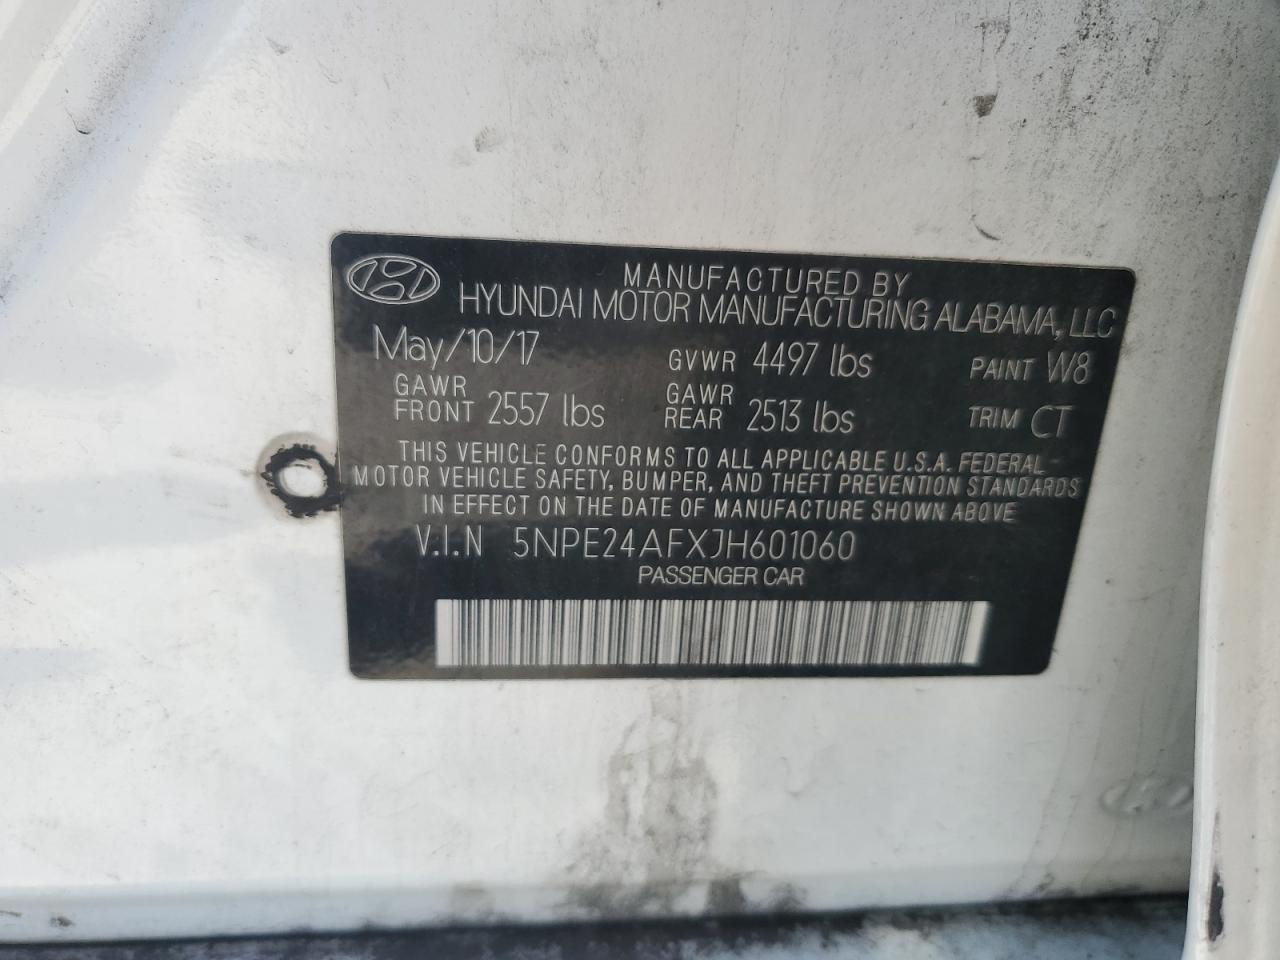 MANUFACTURED BY
HYUNDAI MOTOR MANUFACTURING ALABAMA, LLC
May/10/17 GVWR 4497 lbs PAINT W8
GAWR FRONT 2557 lbs GAWR REAR 2513 lbs TRIM CT
THIS VEHICLE CONFORMS TO ALL APPLICABLE U.S.A. FEDERAL
MOTOR VEHICLE SAFETY, BUMPER, AND THEFT PREVENTION STANDARDS
IN EFFECT ON THE DATE OF MANUFACTURE SHOWN ABOVE
V.I.N 5NPE24AFXJH601060
PASSENGER CAR